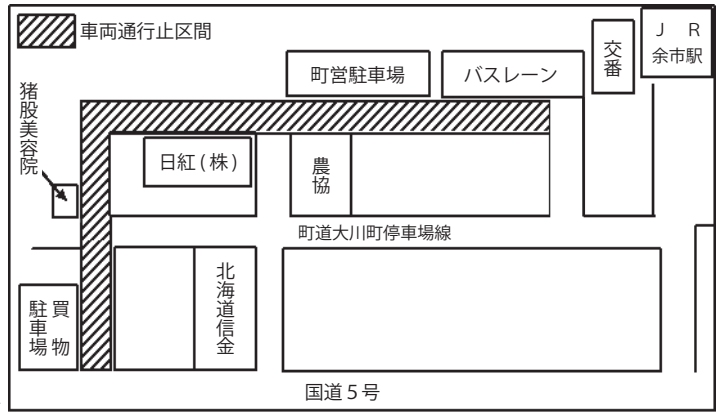 車両通行止区間
ＪＲ
余市駅
交番
町営駐車場
バスレーン
猪股美容院
日紅(株)
農協
町道大川町停車場線
北海道信金
買物
駐車場
国道５号